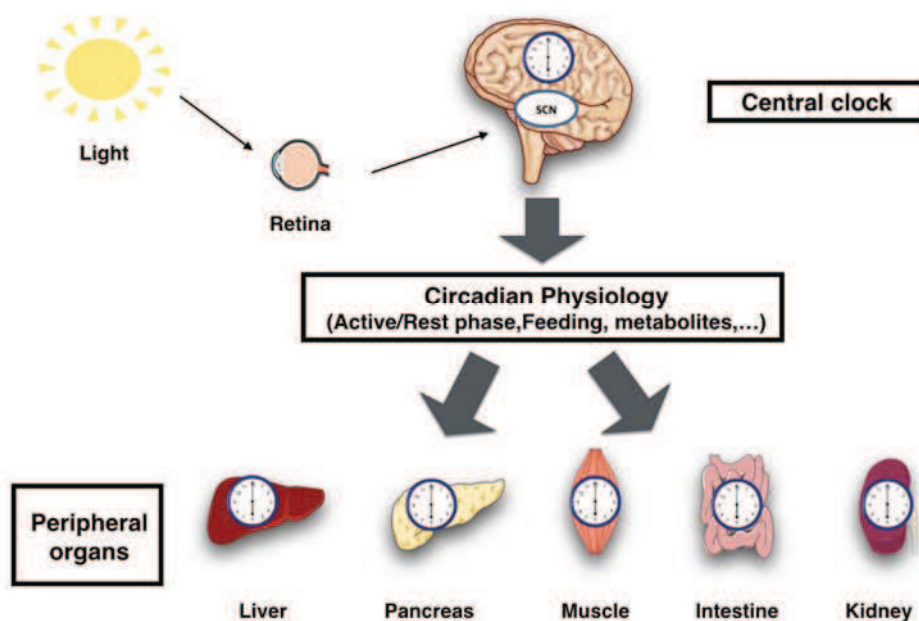 SCN
Central clock
Light
Retina
Circadian Physiology
(Active/Rest phase,Feeding, metabolites,...)
Peripheral
organs
Liver
Pancreas
Muscle
Intestine
Kidney